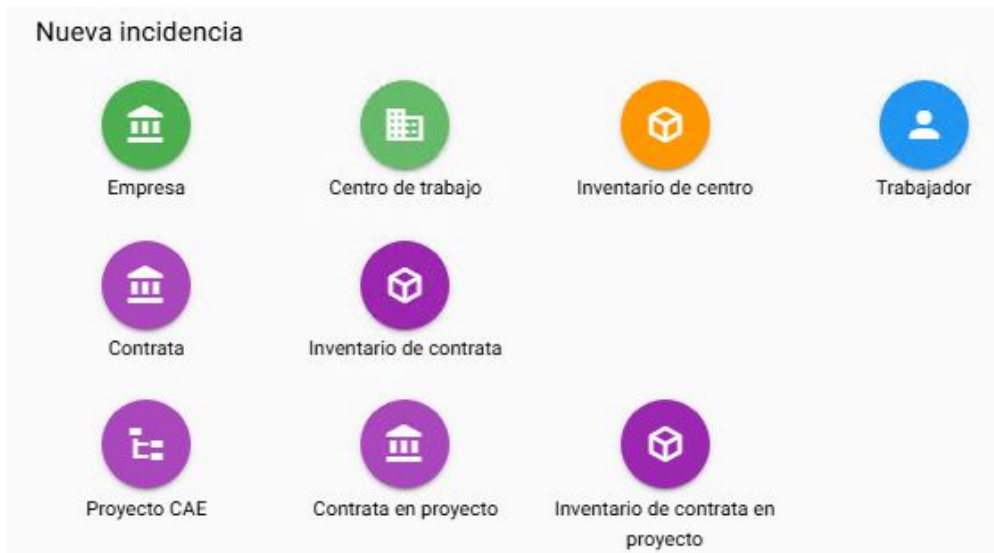 Nueva incidencia
Empresa
Centro de trabajo
Inventario de centro
Trabajador
Contrata
Inventario de contrata
Proyecto CAE
Contrata en proyecto
Inventario de contrata en
proyecto